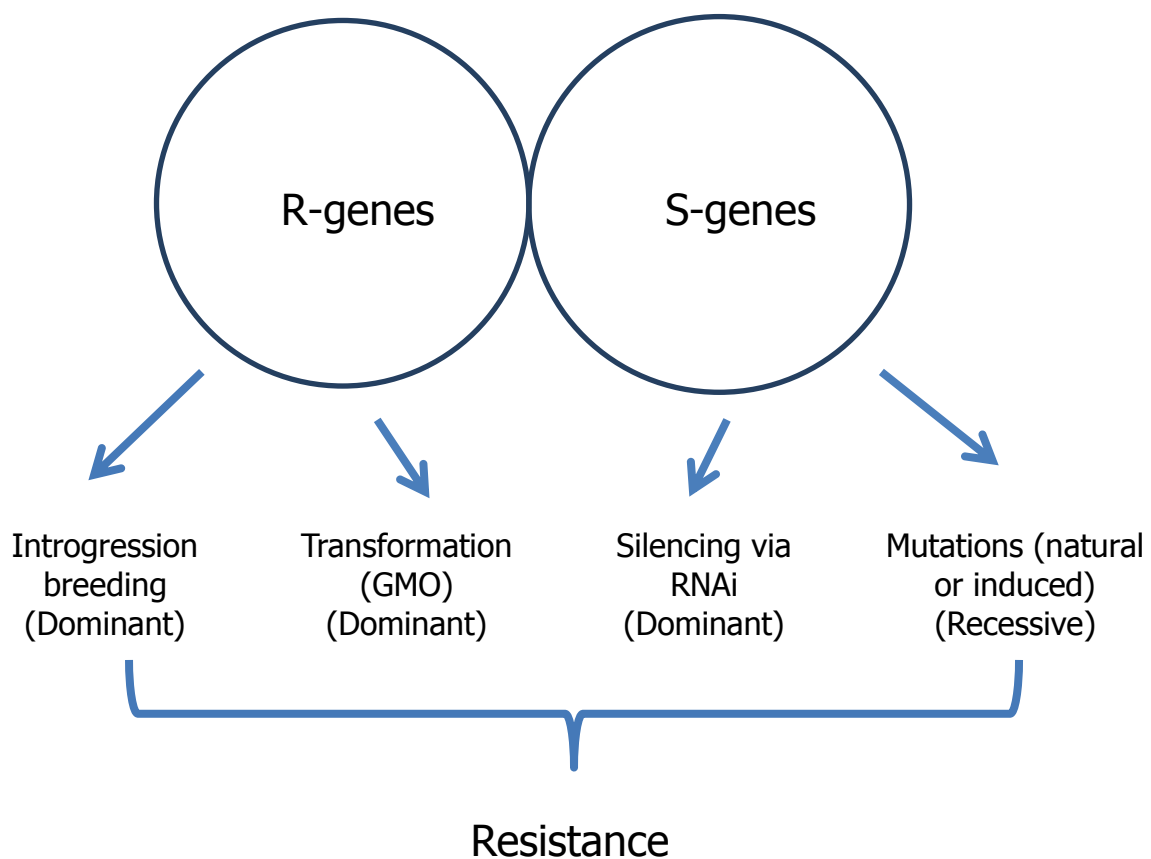 R-genes
S-genes
Introgression
breeding
(Dominant)
Transformation
(GMO)
(Dominant)
Silencing via
RNAi
(Dominant)
Mutations (natural
or induced)
(Recessive)
Resistance